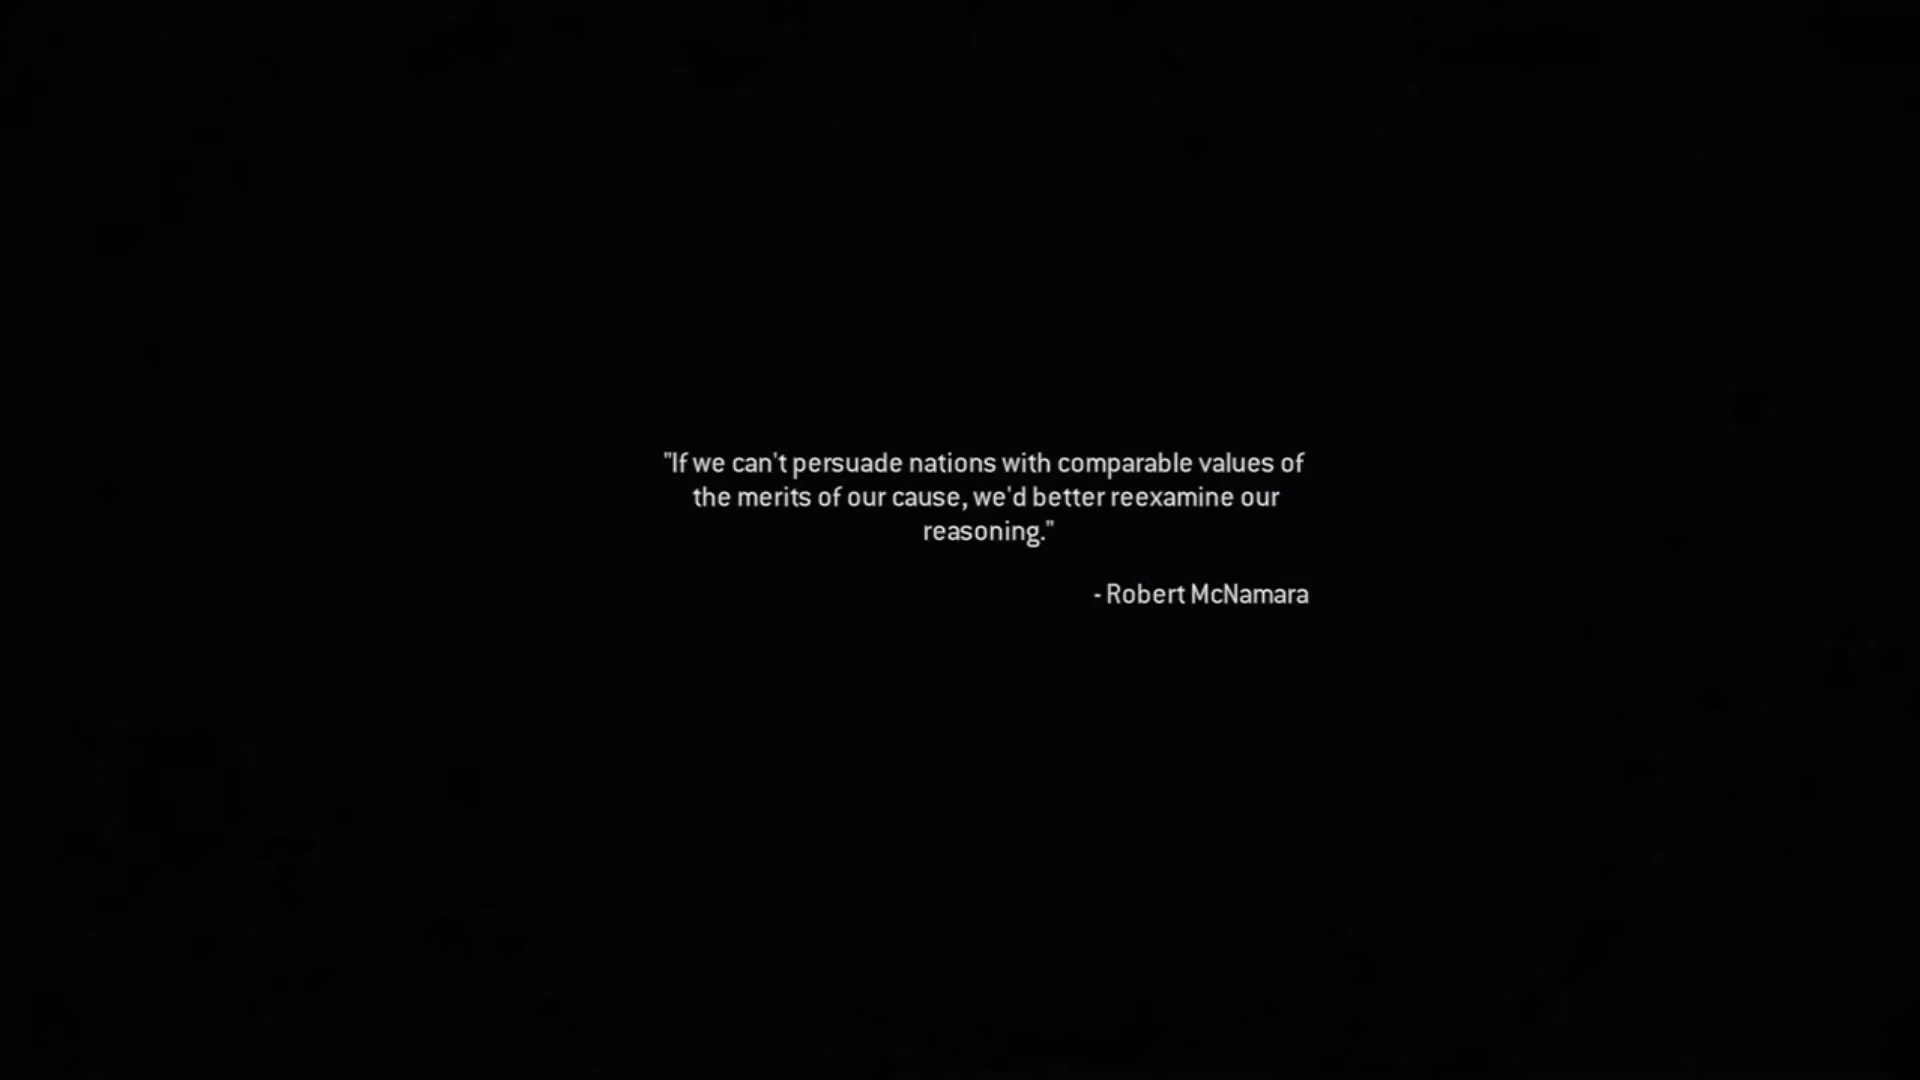 "If we can't persuade nations with comparable values of
the merits of our cause, we'd better reexamine our
reasoning."
- Robert McNamara